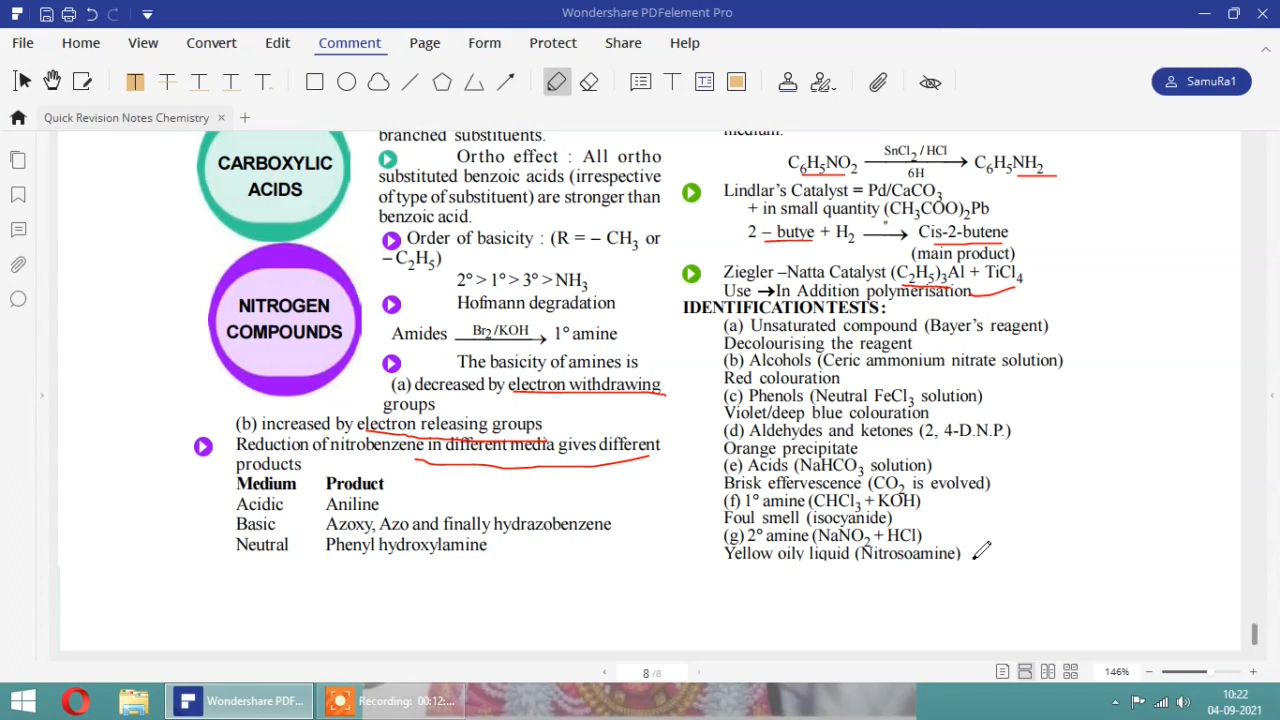 Wondershare PDFelement Pro
File Home View Convert Edit Comment Page Form Protect Share Help
SamuRa1
Quick Revision Notes Chemistry
branched substituents.
CARBOXYLIC
ACIDS
Ortho effect : All ortho
substituted benzoic acids (irrespective
of type of substituent) are stronger than
benzoic acid.
Order of basicity : (R = – CH3 or
– C2H5)
2° > 1° > 3° > NH3
NITROGEN
COMPOUNDS
Hofmann degradation
Amides Br2/KOH → 1° amine
The basicity of amines is
(a) decreased by electron withdrawing
groups
(b) increased by electron releasing groups
Reduction of nitrobenzene in different media gives different
products
Medium Product
Acidic Aniline
Basic Azoxy, Azo and finally hydrazobenzene
Neutral Phenyl hydroxylamine
medium.
C6H5NO2 SnCl2 / HCl → 6H C6H5NH2
Lindlar's Catalyst = Pd/CaCO3
+ in small quantity (CH3COO)2Pb
2 – butye + H2 → Cis-2-butene
(main product)
Ziegler –Natta Catalyst (C2H5)3Al + TiCl4
Use →In Addition polymerisation
IDENTIFICATION TESTS :
(a) Unsaturated compound (Bayer's reagent)
Decolourising the reagent
(b) Alcohols (Ceric ammonium nitrate solution)
Red colouration
(c) Phenols (Neutral FeCl3 solution)
Violet/deep blue colouration
(d) Aldehydes and ketones (2, 4-D.N.P.)
Orange precipitate
(e) Acids (NaHCO3 solution)
Brisk effervescence (CO2 is evolved)
(f) 1° amine (CHCl3 + KOH)
Foul smell (isocyanide)
(g) 2° amine (NaNO2 + HCl)
Yellow oily liquid (Nitrosoamine)
8 /8
146%
Wondershare PDF... Recording: 00:12:...
10:22
04-09-2021